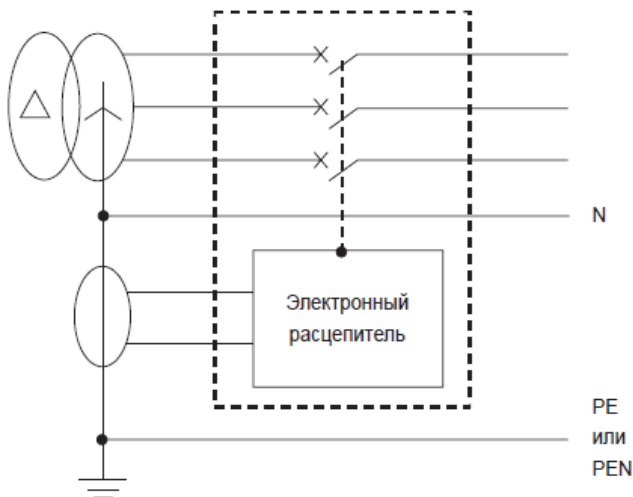 N
Электронный
расцепитель
PE
или
PEN